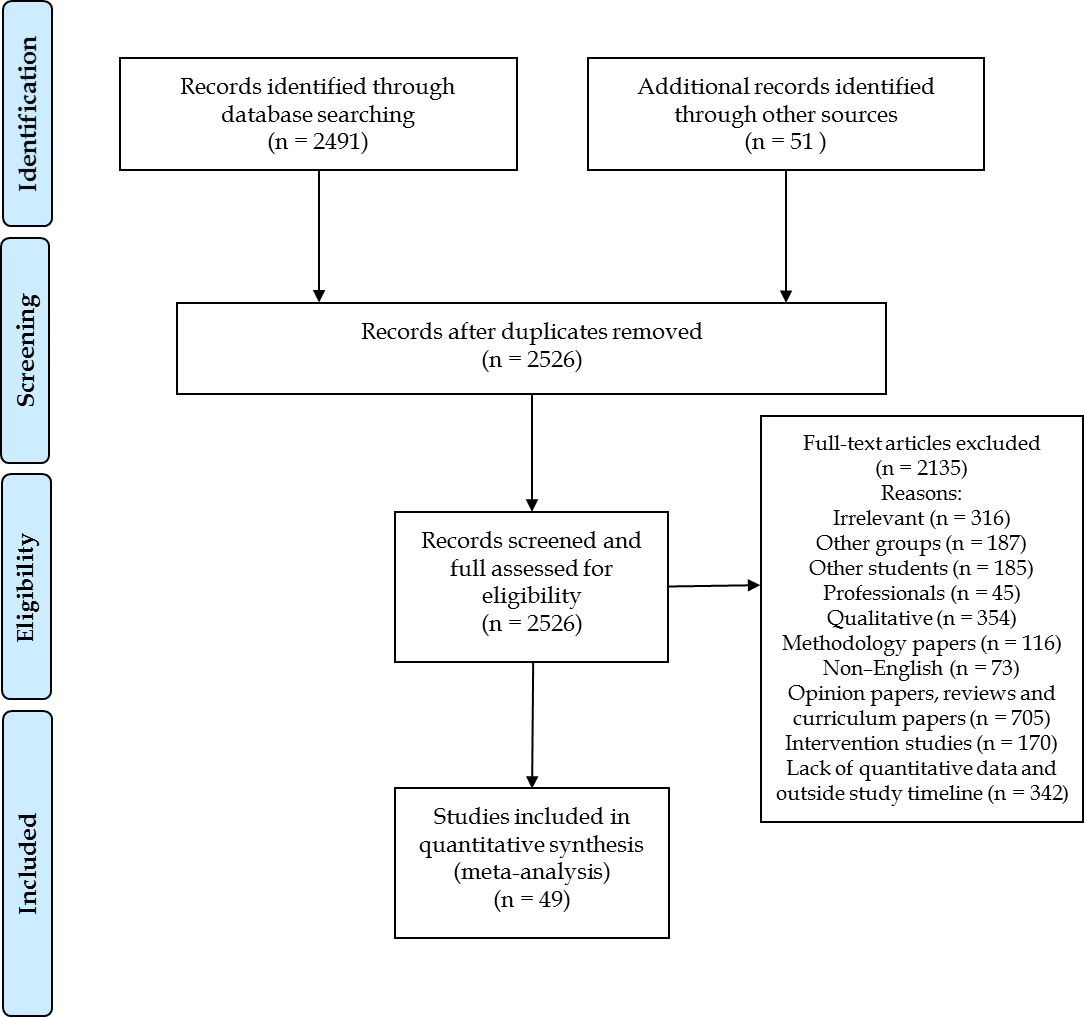 Identification
Records identified through
database searching
(n = 2491)
Additional records identified
through other sources
(n = 51 )
Screening
Records after duplicates removed
(n = 2526)
Eligibility
Records screened and
full assessed for
eligibility
(n = 2526)
Full-text articles excluded
(n = 2135)
Reasons:
Irrelevant (n = 316)
Other groups (n = 187)
Other students (n = 185)
Professionals (n = 45)
Qualitative (n = 354)
Methodology papers (n = 116)
Non–English (n = 73)
Opinion papers, reviews and
curriculum papers (n = 705)
Intervention studies (n = 170)
Lack of quantitative data and
outside study timeline (n = 342)
Included
Studies included in
quantitative synthesis
(meta-analysis)
(n = 49)